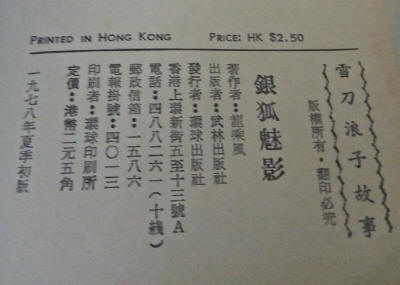 PRINTED IN HONG KONG PRICE: HK $2.50
雪刀浪子故事
版權所有·翻印必究
銀狐魅影
著作者：龍乘風
出版者：武林出版社
發行者：環球出版社
香港上環新街五至十三號A
電話：四八八二六一（十綫）
郵政信箱：一五八六
電報掛號：四〇一三
印刷者：環球印刷所
定價：港幣二元五角
一九七八年夏季初版